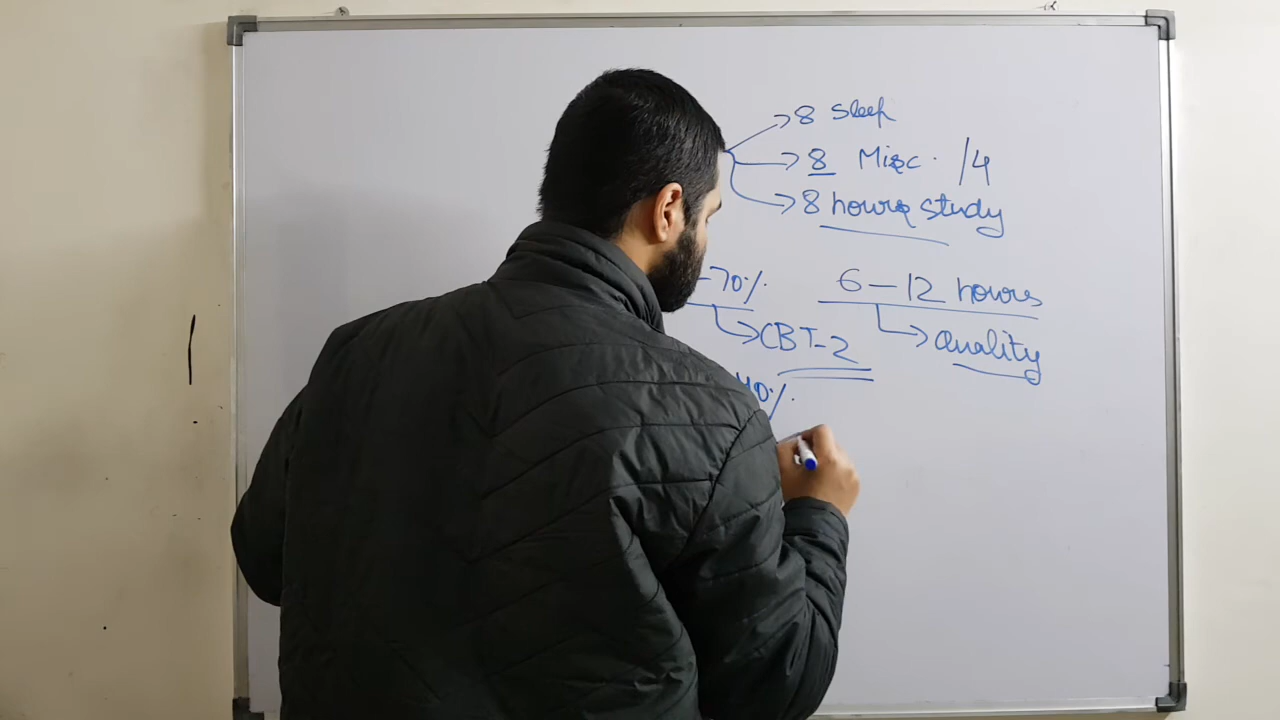 8 sleep
8 Misc. /4
8 hours study
-70%
6-12 hours
CBT-2
Quality
40%